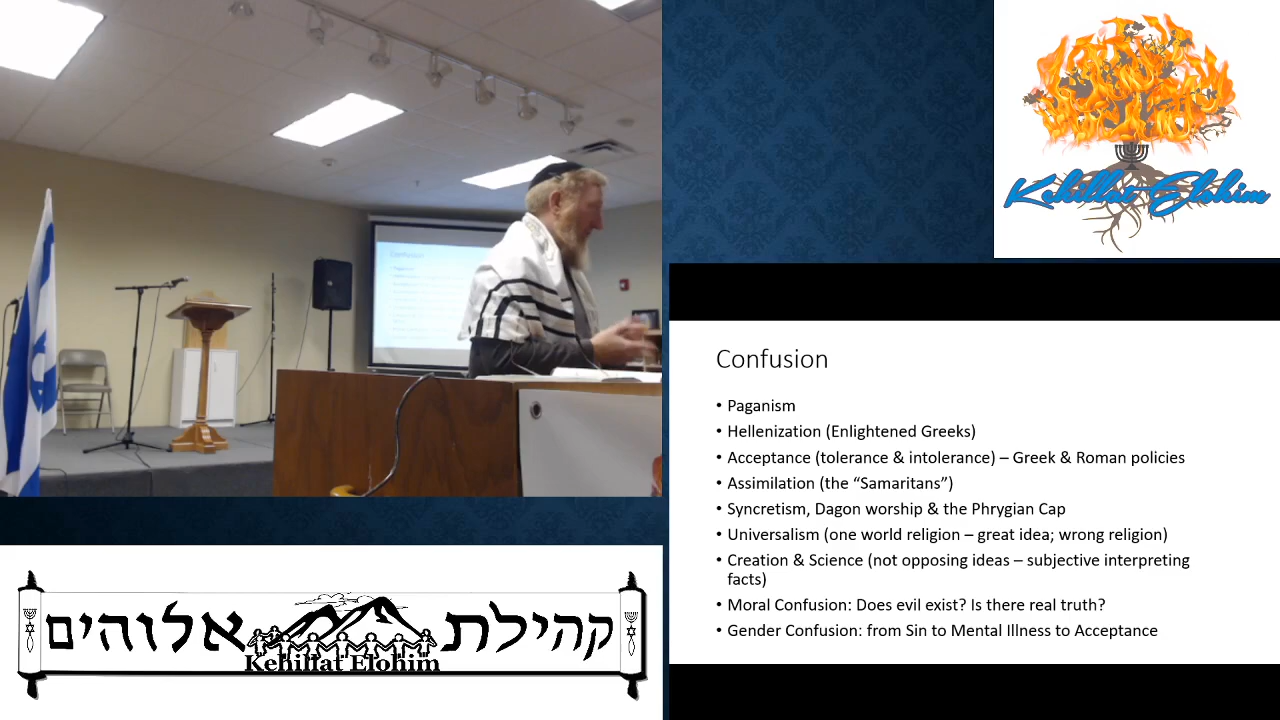 Kehillat Elohim
Confusion
• Paganism
• Hellenization (Enlightened Greeks)
• Acceptance (tolerance & intolerance) – Greek & Roman policies
• Assimilation (the “Samaritans”)
• Syncretism, Dagon worship & the Phrygian Cap
• Universalism (one world religion – great idea; wrong religion)
• Creation & Science (not opposing ideas – subjective interpreting
facts)
• Moral Confusion: Does evil exist? Is there real truth?
• Gender Confusion: from Sin to Mental Illness to Acceptance
Confusion
קהילת אלוהים
Kehillat Elohim